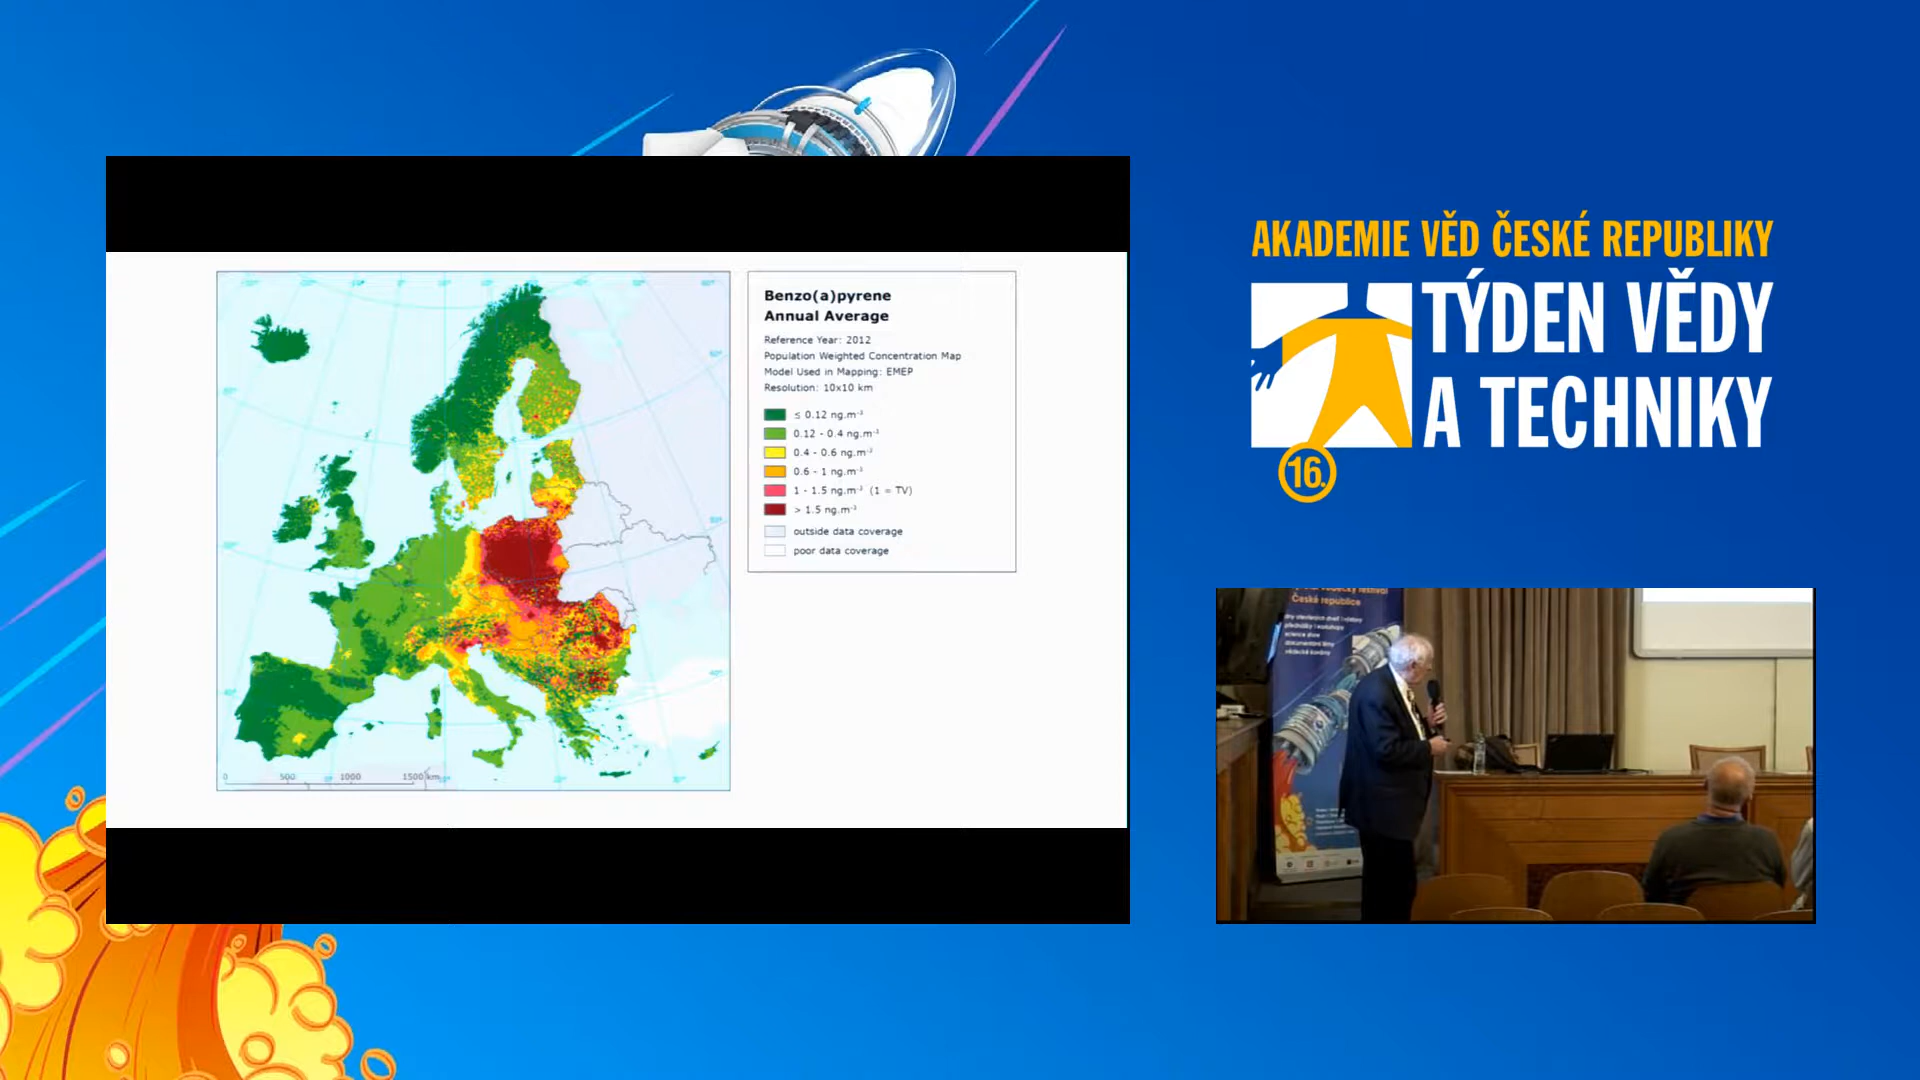 Benzo(a)pyrene
Annual Average
Reference Year: 2012
Population Weighted Concentration Map
Model Used in Mapping: EMEP
Resolution: 10x10 km
≤ 0.12 ng.m⁻³
0.12 - 0.4 ng.m⁻³
0.4 - 0.6 ng.m⁻³
0.6 - 1 ng.m⁻³
1 - 1.5 ng.m⁻³ (1 = TV)
> 1.5 ng.m⁻³
outside data coverage
poor data coverage
0 500 1000 1500 km
AKADEMIE VĚD ČESKÉ REPUBLIKY
TÝDEN VĚDY
A TECHNIKY
16.
České republice